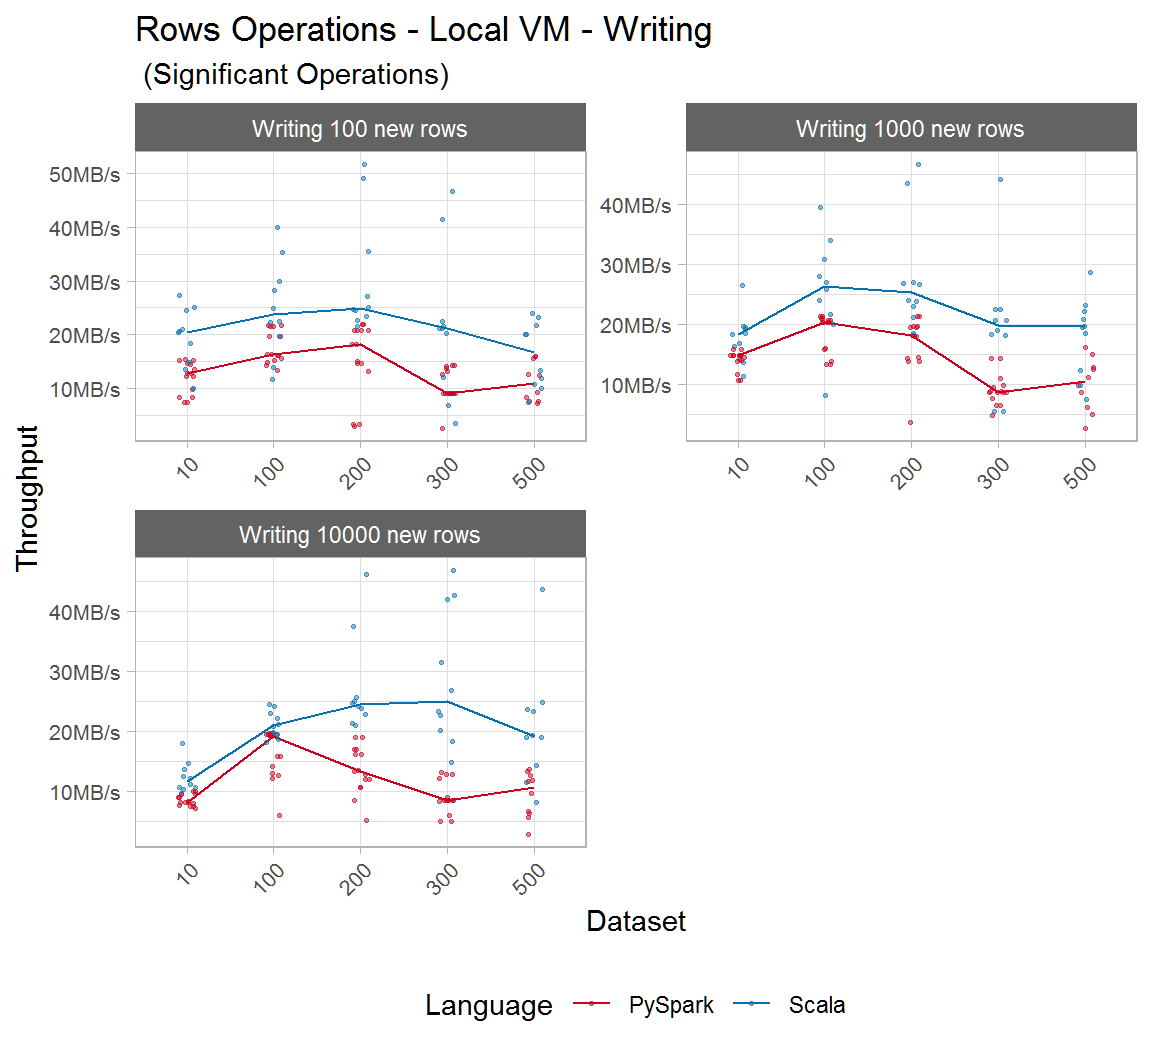 Rows Operations - Local VM - Writing
(Significant Operations)
Writing 100 new rows
50MB/s
40MB/s
30MB/s
20MB/s
10MB/s
10
100
200
300
500
Writing 1000 new rows
40MB/s
30MB/s
20MB/s
10MB/s
10
100
200
300
500
Throughput
Writing 10000 new rows
40MB/s
30MB/s
20MB/s
10MB/s
10
100
200
300
500
Dataset
Language PySpark Scala